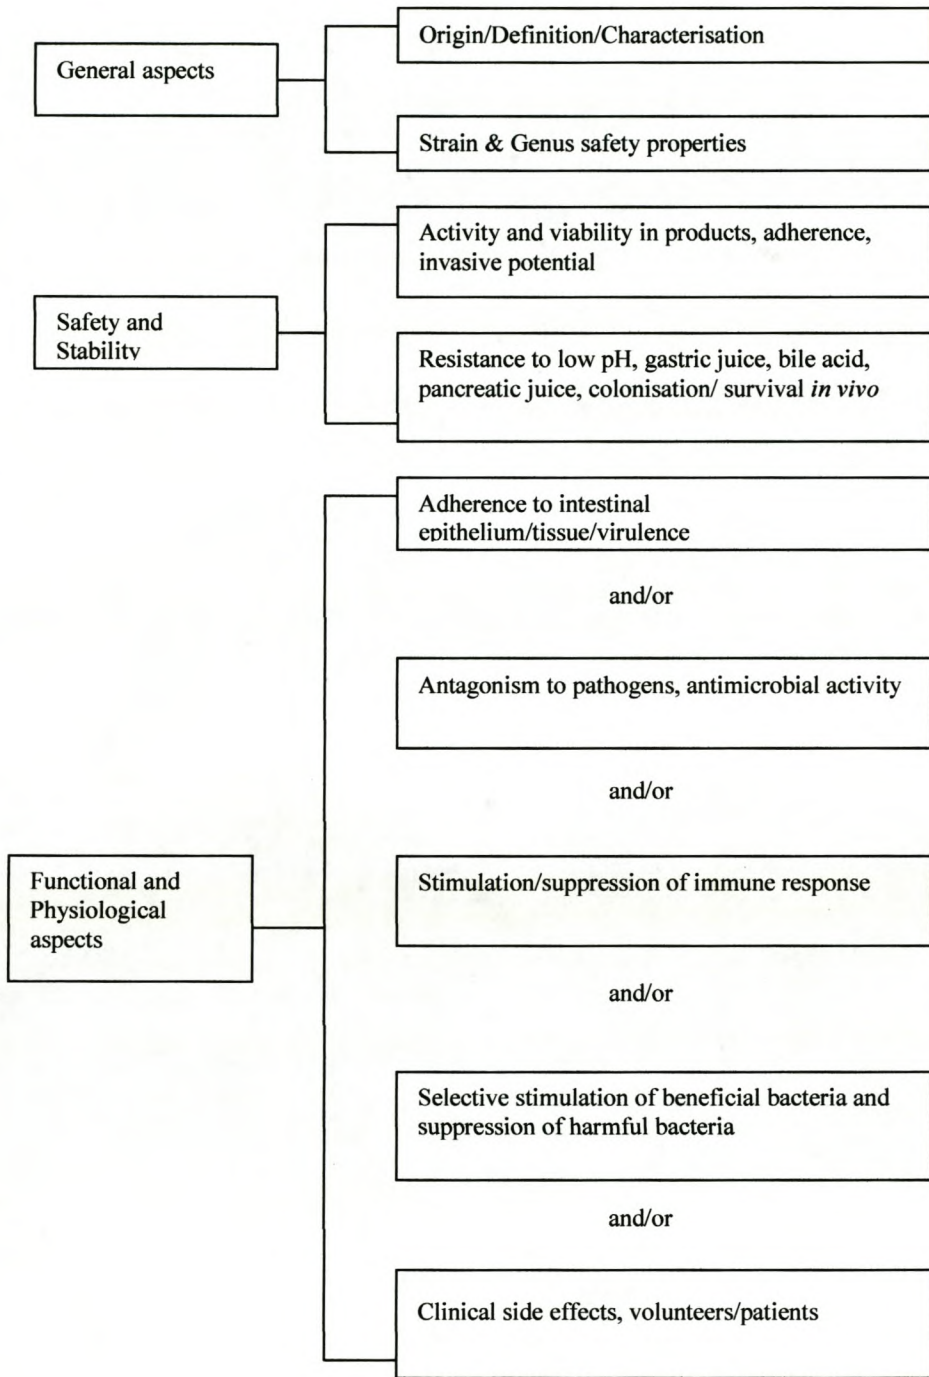 General aspects
Origin/Definition/Characterisation
Strain & Genus safety properties
Safety and
Stability
Activity and viability in products, adherence,
invasive potential
Resistance to low pH, gastric juice, bile acid,
pancreatic juice, colonisation/ survival in vivo
Functional and
Physiological
aspects
Adherence to intestinal
epithelium/tissue/virulence
and/or
Antagonism to pathogens, antimicrobial activity
and/or
Stimulation/suppression of immune response
and/or
Selective stimulation of beneficial bacteria and
suppression of harmful bacteria
and/or
Clinical side effects, volunteers/patients